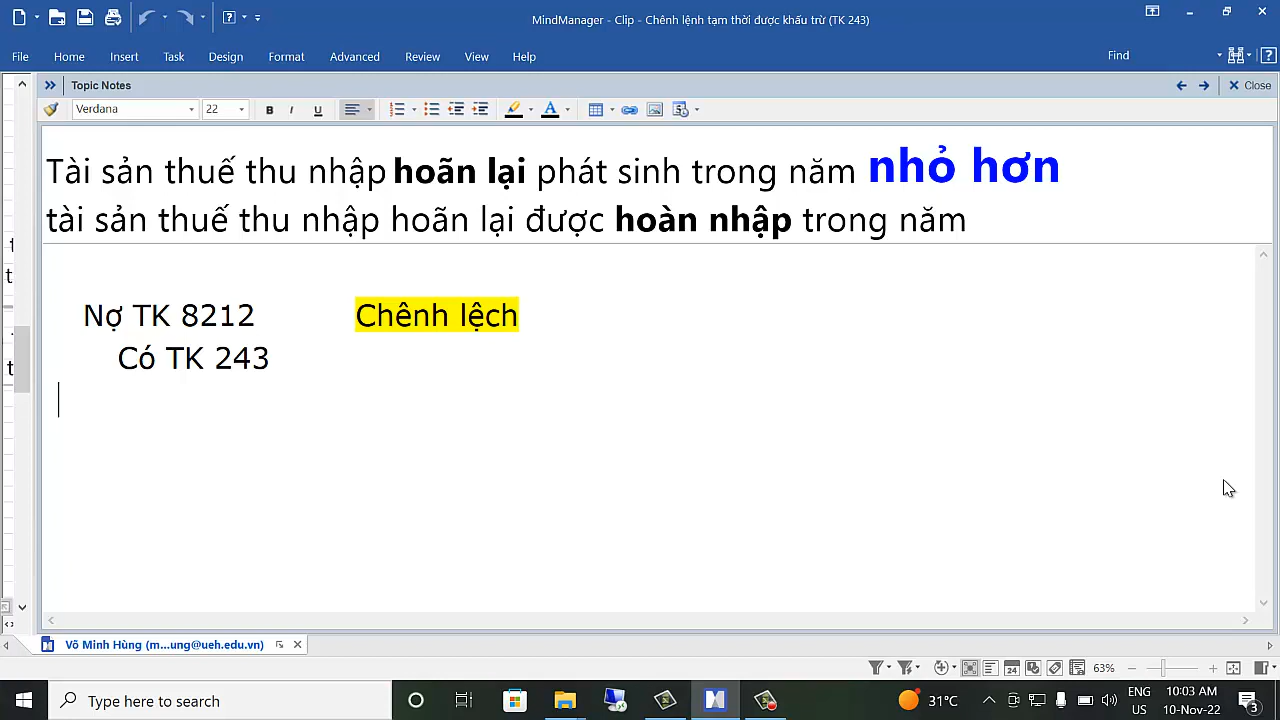 MindManager - Clip - Chênh lệnh tạm thời được khấu trừ (TK 243)
File Home Insert Task Design Format Advanced Review View Help Find
Topic Notes Close
Verdana 22 B I U A
Tài sản thuế thu nhập hoãn lại phát sinh trong năm nhỏ hơn
tài sản thuế thu nhập hoãn lại được hoàn nhập trong năm
Nợ TK 8212 Chênh lệch
Có TK 243
Võ Minh Hùng (m...ung@ueh.edu.vn)
24 63%
Type here to search 31°C ENG 10:03 AM
US 10-Nov-22 3